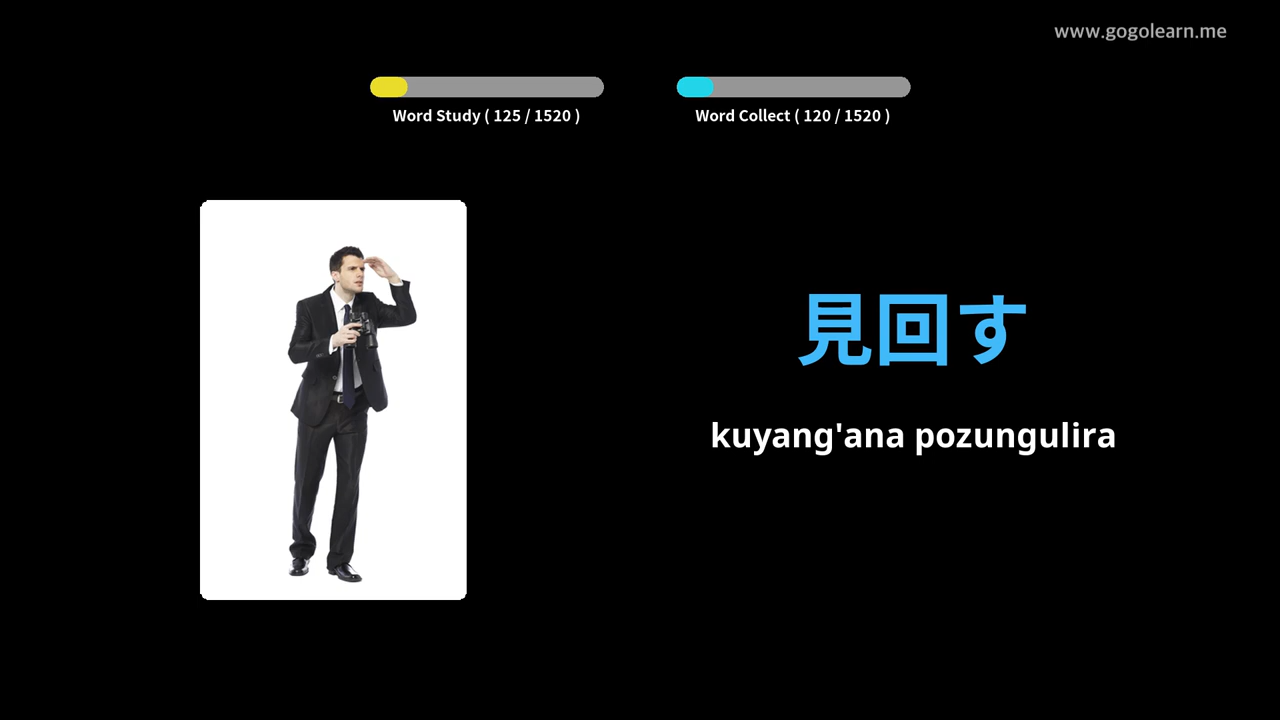 www.gogolearn.me
Word Study ( 125 / 1520 )
Word Collect ( 120 / 1520 )
見回す
kuyang'ana pozungulira